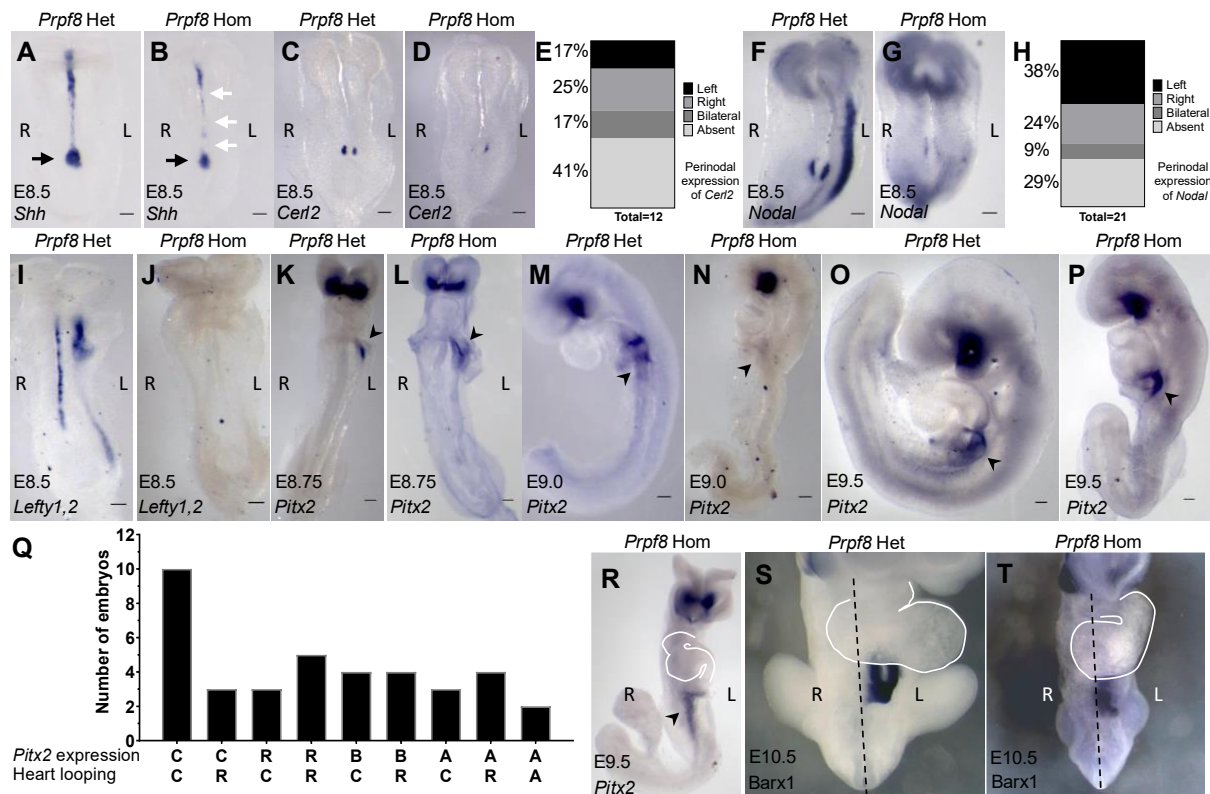 Prpf8 Het
Prpf8 Hom
Prpf8 Het
Prpf8 Hom
Prpf8 Het
Prpf8 Hom
A
R
L
E8.5
Shh
B
R
L
E8.5
Shh
C
R
L
E8.5
Cerl2
D
R
L
E8.5
Cerl2
E
17%
25%
17%
41%
Left
Right
Bilateral
Absent
Perinodal
expression
of Cerl2
Total=12
F
R
L
E8.5
Nodal
G
R
L
E8.5
Nodal
H
38%
24%
9%
29%
Left
Right
Bilateral
Absent
Perinodal
expression
of Nodal
Total=21
Prpf8 Het
Prpf8 Hom
Prpf8 Het
Prpf8 Hom
Prpf8 Het
Prpf8 Hom
Prpf8 Het
Prpf8 Hom
I
R
L
E8.5
Lefty1,2
J
R
L
E8.5
Lefty1,2
K
R
L
E8.75
Pitx2
L
R
L
E8.75
Pitx2
M
E9.0
Pitx2
N
E9.0
Pitx2
O
E9.5
Pitx2
P
E9.5
Pitx2
Q
Number of embryos
12
10
8
6
4
2
0
Pitx2 expression C C R R B B A A A
Heart looping C R C R C R C R A
Prpf8 Hom
Prpf8 Het
Prpf8 Hom
R
R
L
E9.5
Pitx2
S
R
L
E10.5
Barx1
T
R
L
E10.5
Barx1